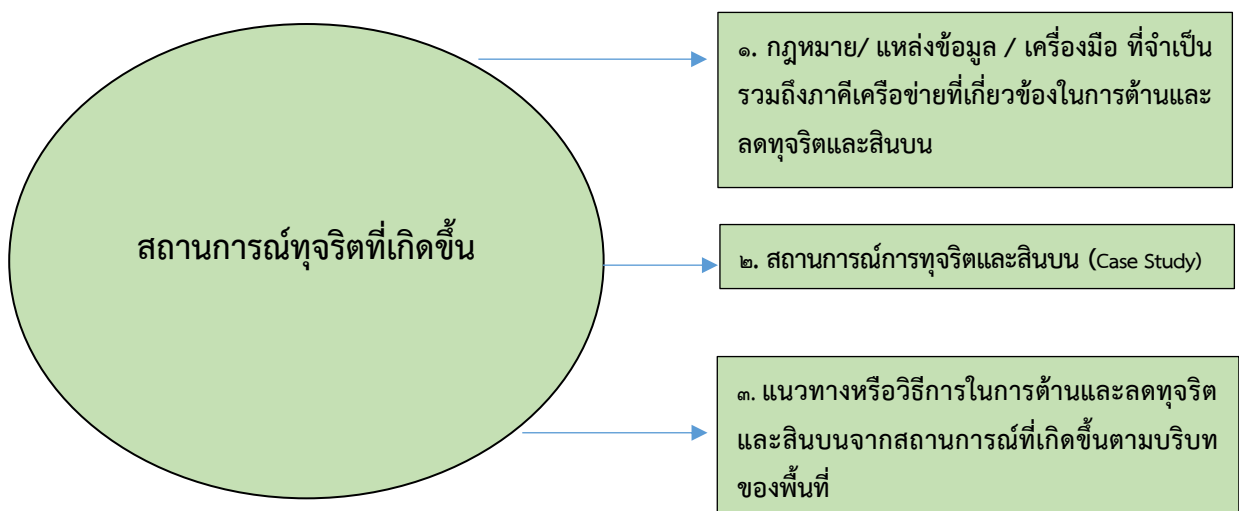 สถานการณ์ทุจริตที่เกิดขึ้น
๑. กฎหมาย/ แหล่งข้อมูล / เครื่องมือ ที่จำเป็น
รวมถึงภาคีเครือข่ายที่เกี่ยวข้องในการต้านและ
ลดทุจริตและสินบน
๒. สถานการณ์การทุจริตและสินบน (Case Study)
๓. แนวทางหรือวิธีการในการต้านและลดทุจริต
และสินบนจากสถานการณ์ที่เกิดขึ้นตามบริบท
ของพื้นที่